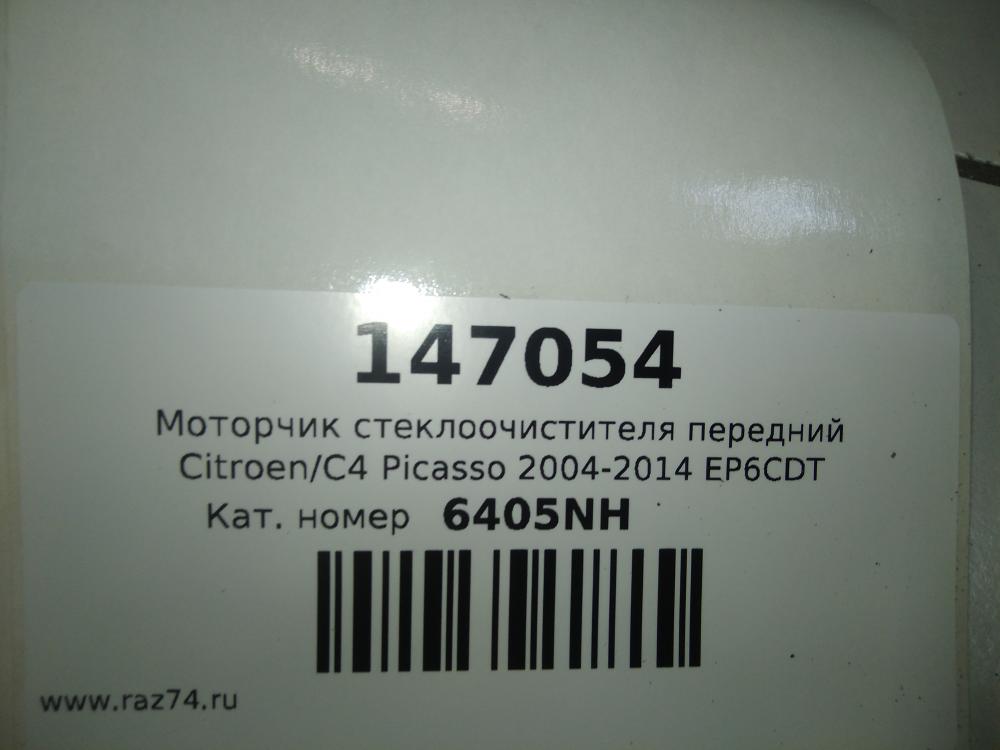 147054
Моторчик стеклоочистителя передний
Citroen/C4 Picasso 2004-2014 EP6CDT
Кат. номер 6405NH
www.raz74.ru